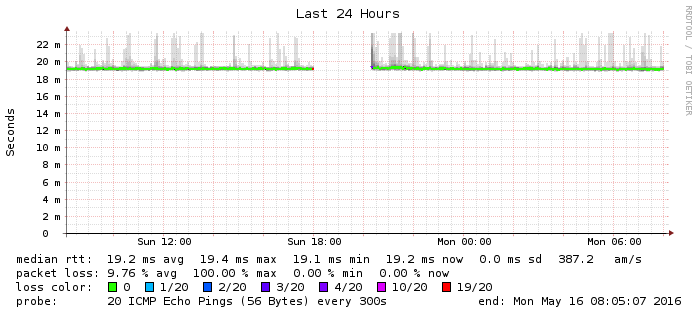 Last 24 Hours
RRDTOOL / TOBI OETIKER
Seconds
22 m
20 m
18 m
16 m
14 m
12 m
10 m
8 m
6 m
4 m
2 m
0
Sun 12:00 Sun 18:00 Mon 00:00 Mon 06:00
median rtt: 19.2 ms avg 19.4 ms max 19.1 ms min 19.2 ms now 0.0 ms sd 387.2 am/s
packet loss: 9.76 % avg 100.00 % max 0.00 % min 0.00 % now
loss color: 0 1/20 2/20 3/20 4/20 10/20 19/20
probe: 20 ICMP Echo Pings (56 Bytes) every 300s end: Mon May 16 08:05:07 2016